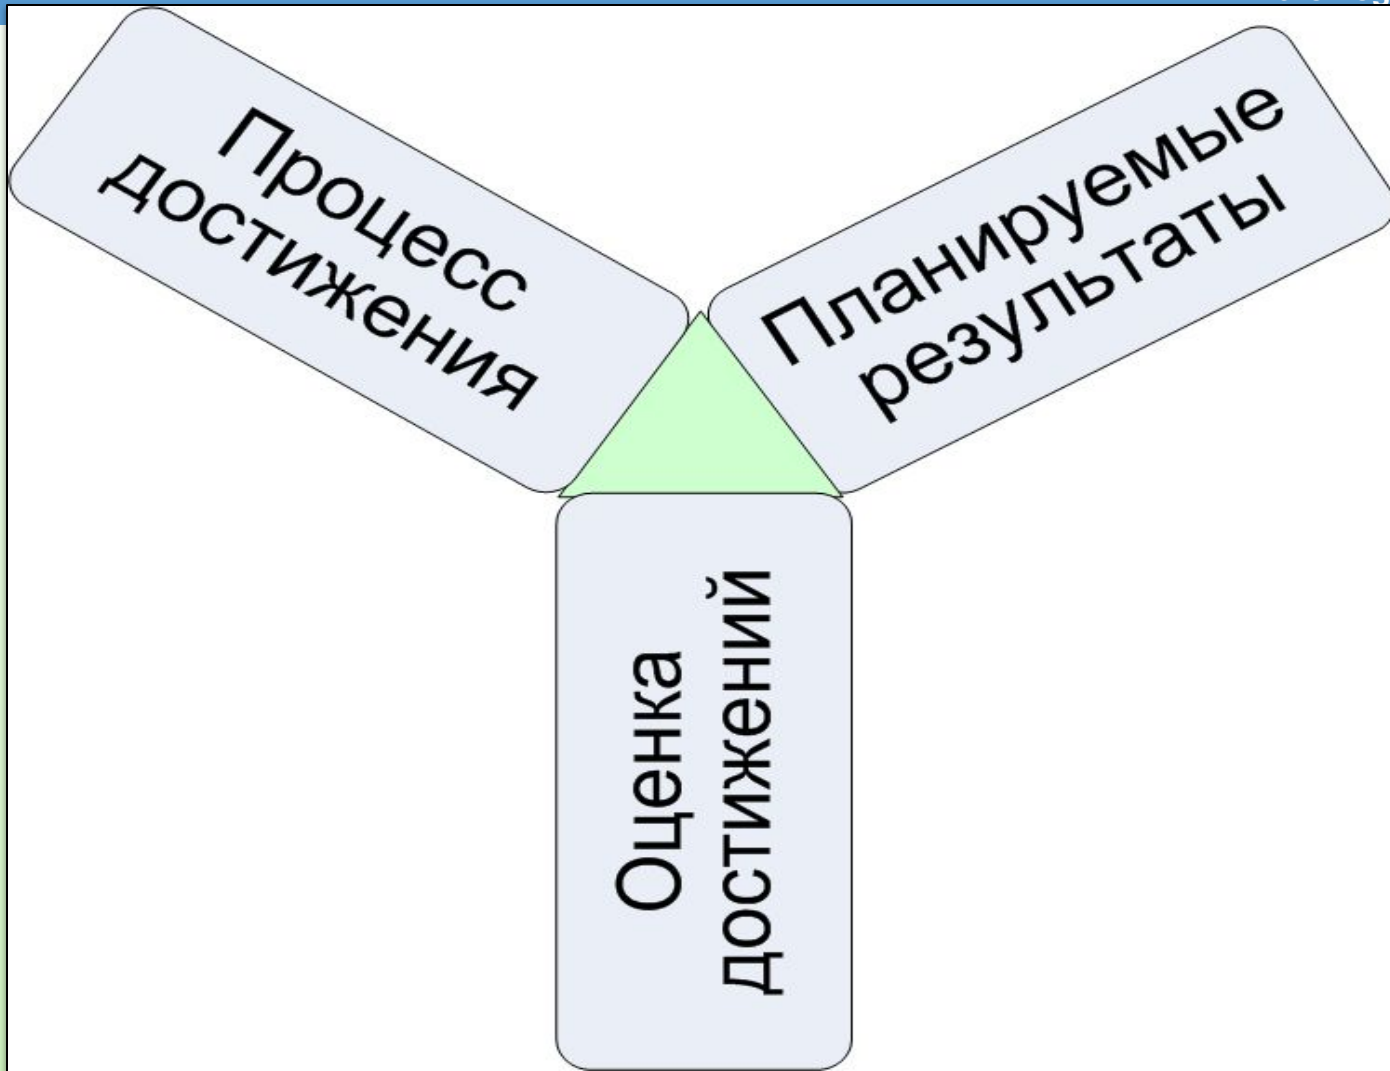 Процесс
достижения
Планируемые
результаты
Оценка
достижений